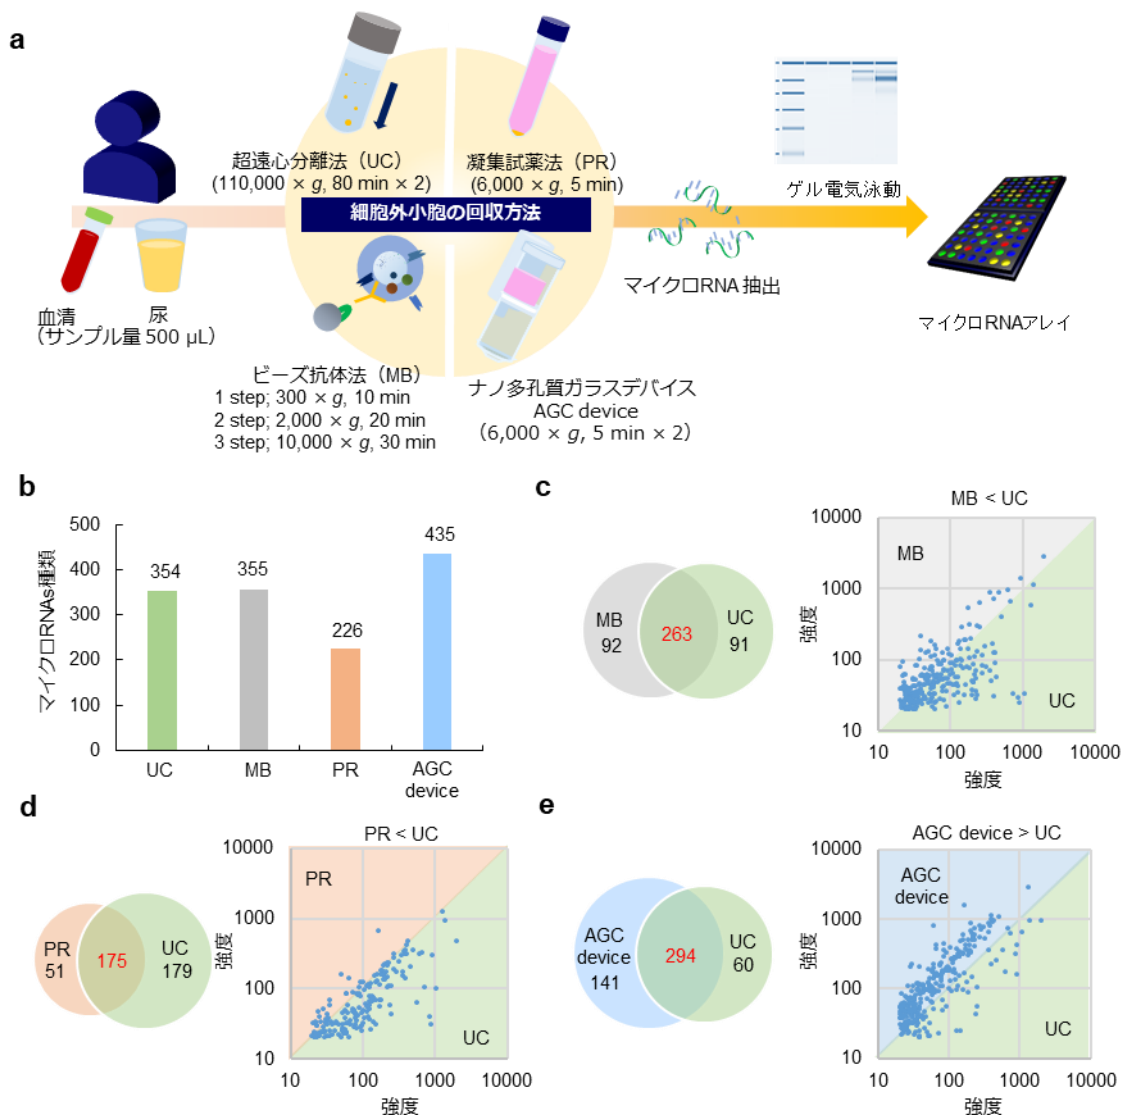 a
超遠心分離法（UC）
(110,000 × g, 80 min × 2)
凝集試薬法（PR）
(6,000 × g, 5 min)
細胞外小胞の回収方法
ゲル電気泳動
血清
尿
（サンプル量 500 µL）
マイクロRNA 抽出
マイクロRNAアレイ
ビーズ抗体法（MB）
1 step; 300 × g, 10 min
2 step; 2,000 × g, 20 min
3 step; 10,000 × g, 30 min
ナノ多孔質ガラスデバイス
AGC device
（6,000 × g, 5 min × 2）
b
マイクロRNAs種類
500
400
300
200
100
0
354
355
226
435
UC
MB
PR
AGC
device
c
MB
92
263
UC
91
MB < UC
強度
10000
1000
100
10
MB
UC
10
100
1000
10000
強度
d
PR
51
175
UC
179
PR < UC
強度
10000
1000
100
10
PR
UC
10
100
1000
10000
強度
e
AGC
device
141
294
UC
60
AGC device > UC
強度
10000
1000
100
10
AGC
device
UC
10
100
1000
10000
強度